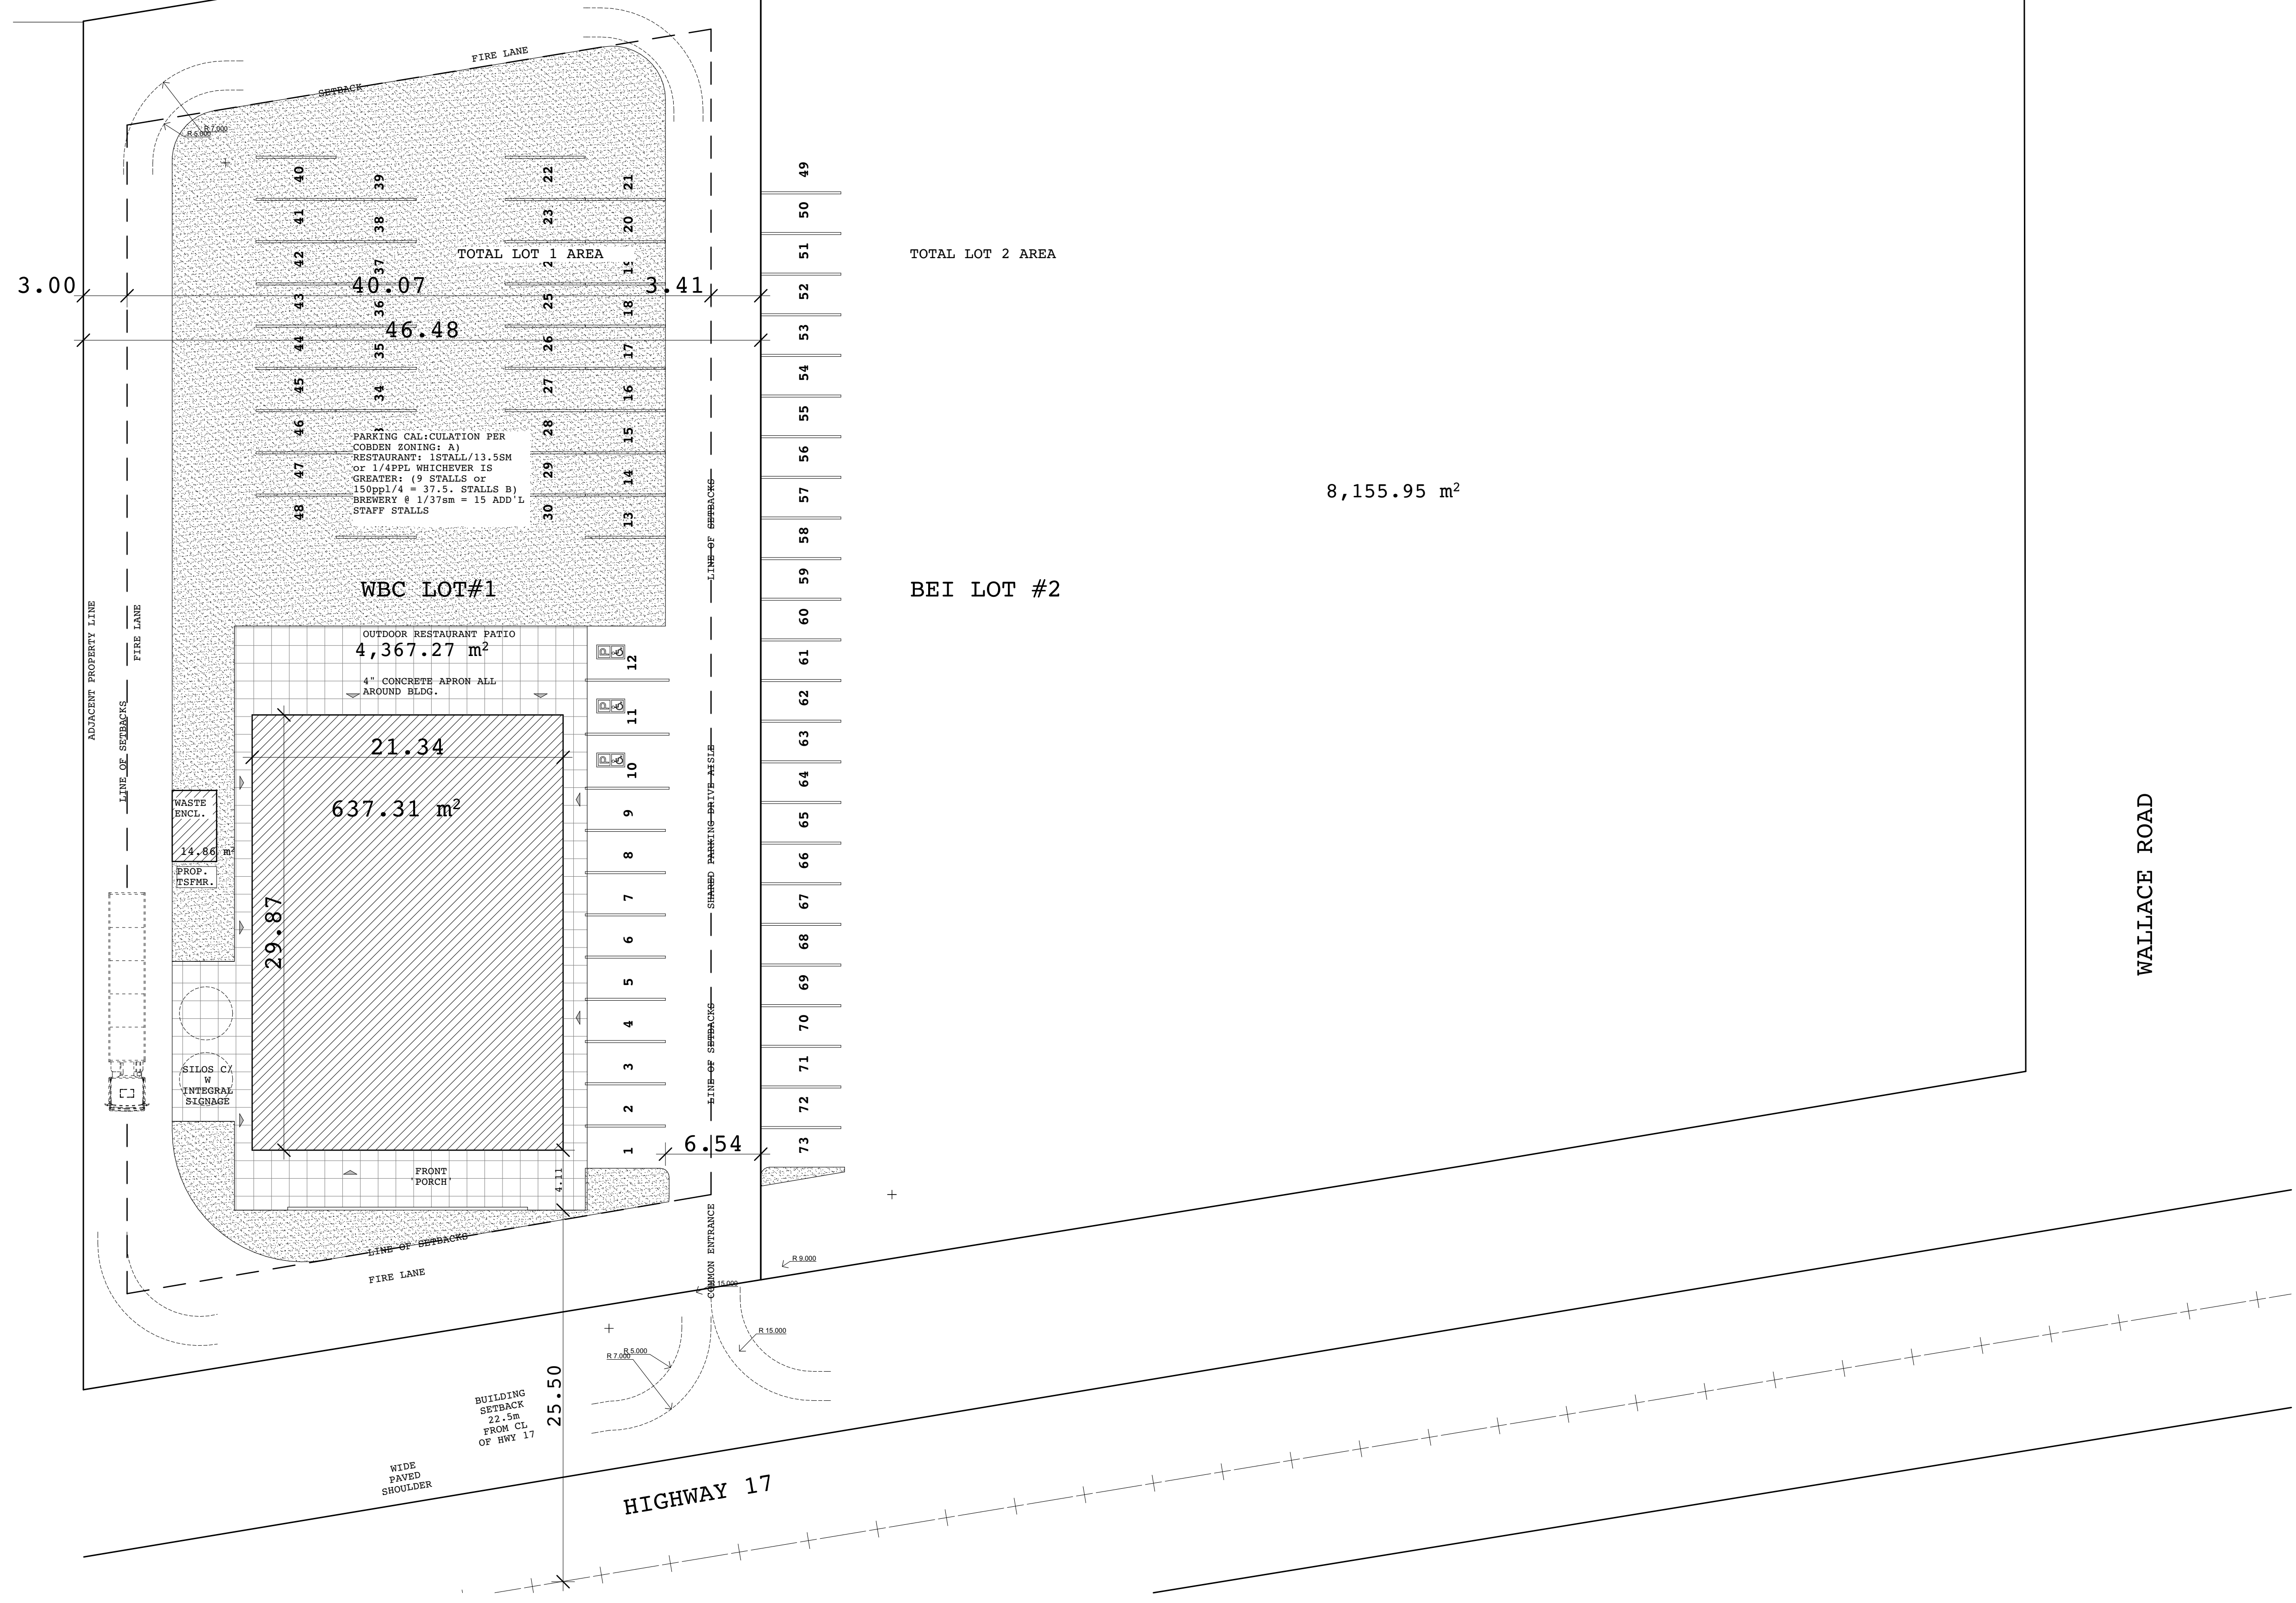 FIRE LANE
SETBACK
R 7.000
R 6.000
40
39
22
21
49
41
38
23
20
50
TOTAL LOT 1 AREA
TOTAL LOT 2 AREA
42
37
51
3.00
40.07
3.41
43
36
25
18
52
46.48
44
35
26
17
53
45
34
27
16
54
55
46
28
15
56
PARKING CAL:CULATION PER
COBDEN ZONING: A)
RESTAURANT: 1STALL/13.5SM
or 1/4PPL WHICHEVER IS
GREATER: (9 STALLS or
150ppl/4 = 37.5. STALLS B)
BREWERY @ 1/37sm = 15 ADD'L
STAFF STALLS
47
29
14
57
48
30
13
58
8,155.95 m²
LINE OF SETBACKS
59
WBC LOT#1
BEI LOT #2
60
ADJACENT PROPERTY LINE
FIRE LANE
LINE OF SETBACKS
OUTDOOR RESTAURANT PATIO
4,367.27 m²
4" CONCRETE APRON ALL
AROUND BLDG.
P
12
61
P
11
62
21.34
63
P
10
64
637.31 m²
WASTE
ENCL.
14.86 m²
PROP.
TSFMR.
9
65
8
66
SHARED PARKING DRIVE AISLE
7
67
29.87
6
68
5
69
4
70
LINE OF SETBACKS
SILOS C/
W
INTEGRAL
SIGNAGE
3
71
2
72
1
6.54
73
FRONT
'PORCH'
4.11
WALLACE ROAD
LINE OF SETBACKS
FIRE LANE
COMMON ENTRANCE
R 9.000
R 15.000
R 15.000
R 5.000
R 7.000
25.50
BUILDING
SETBACK
22.5m
FROM CL
OF HWY 17
WIDE
PAVED
SHOULDER
HIGHWAY 17